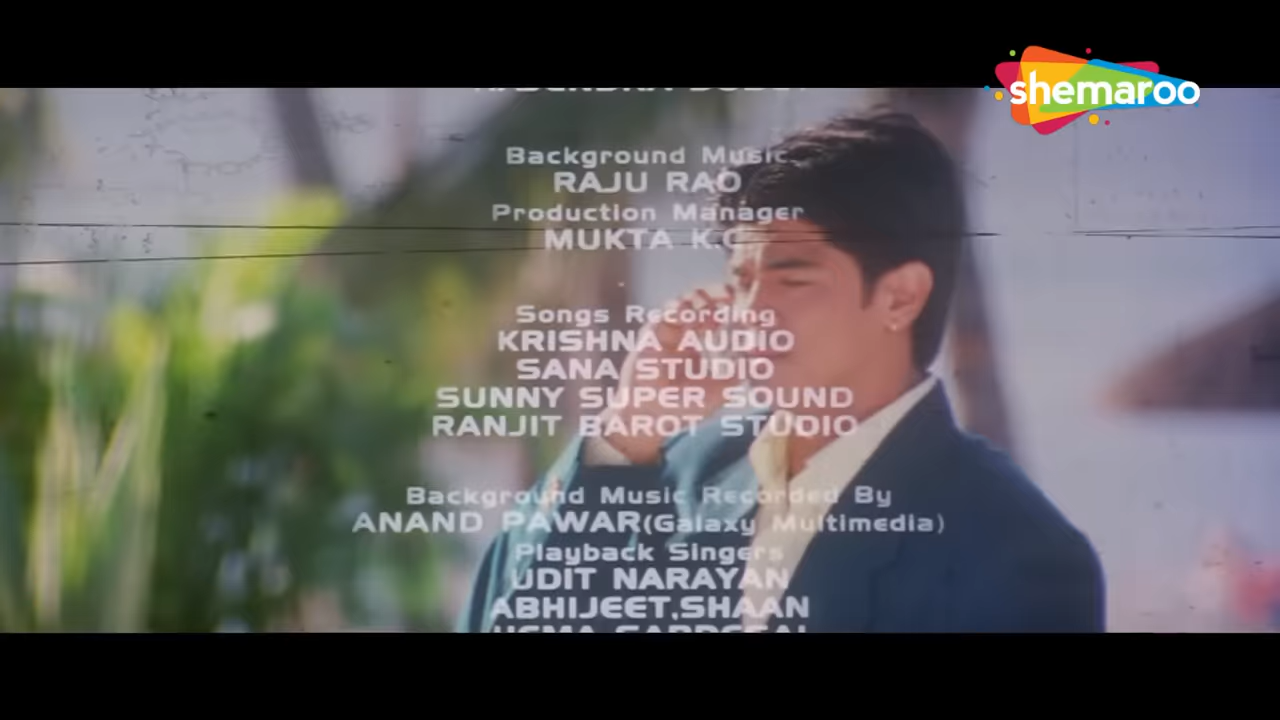 shemaroo
Background Music
RAJU RAO
Production Manager
MUKTA K.C
Songs Recording
KRISHNA AUDIO
SANA STUDIO
SUNNY SUPER SOUND
RANJIT BAROT STUDIO
Background Music Recorded By
ANAND PAWAR(Galaxy Multimedia)
Playback Singers
UDIT NARAYAN
ABHIJEET,SHAAN